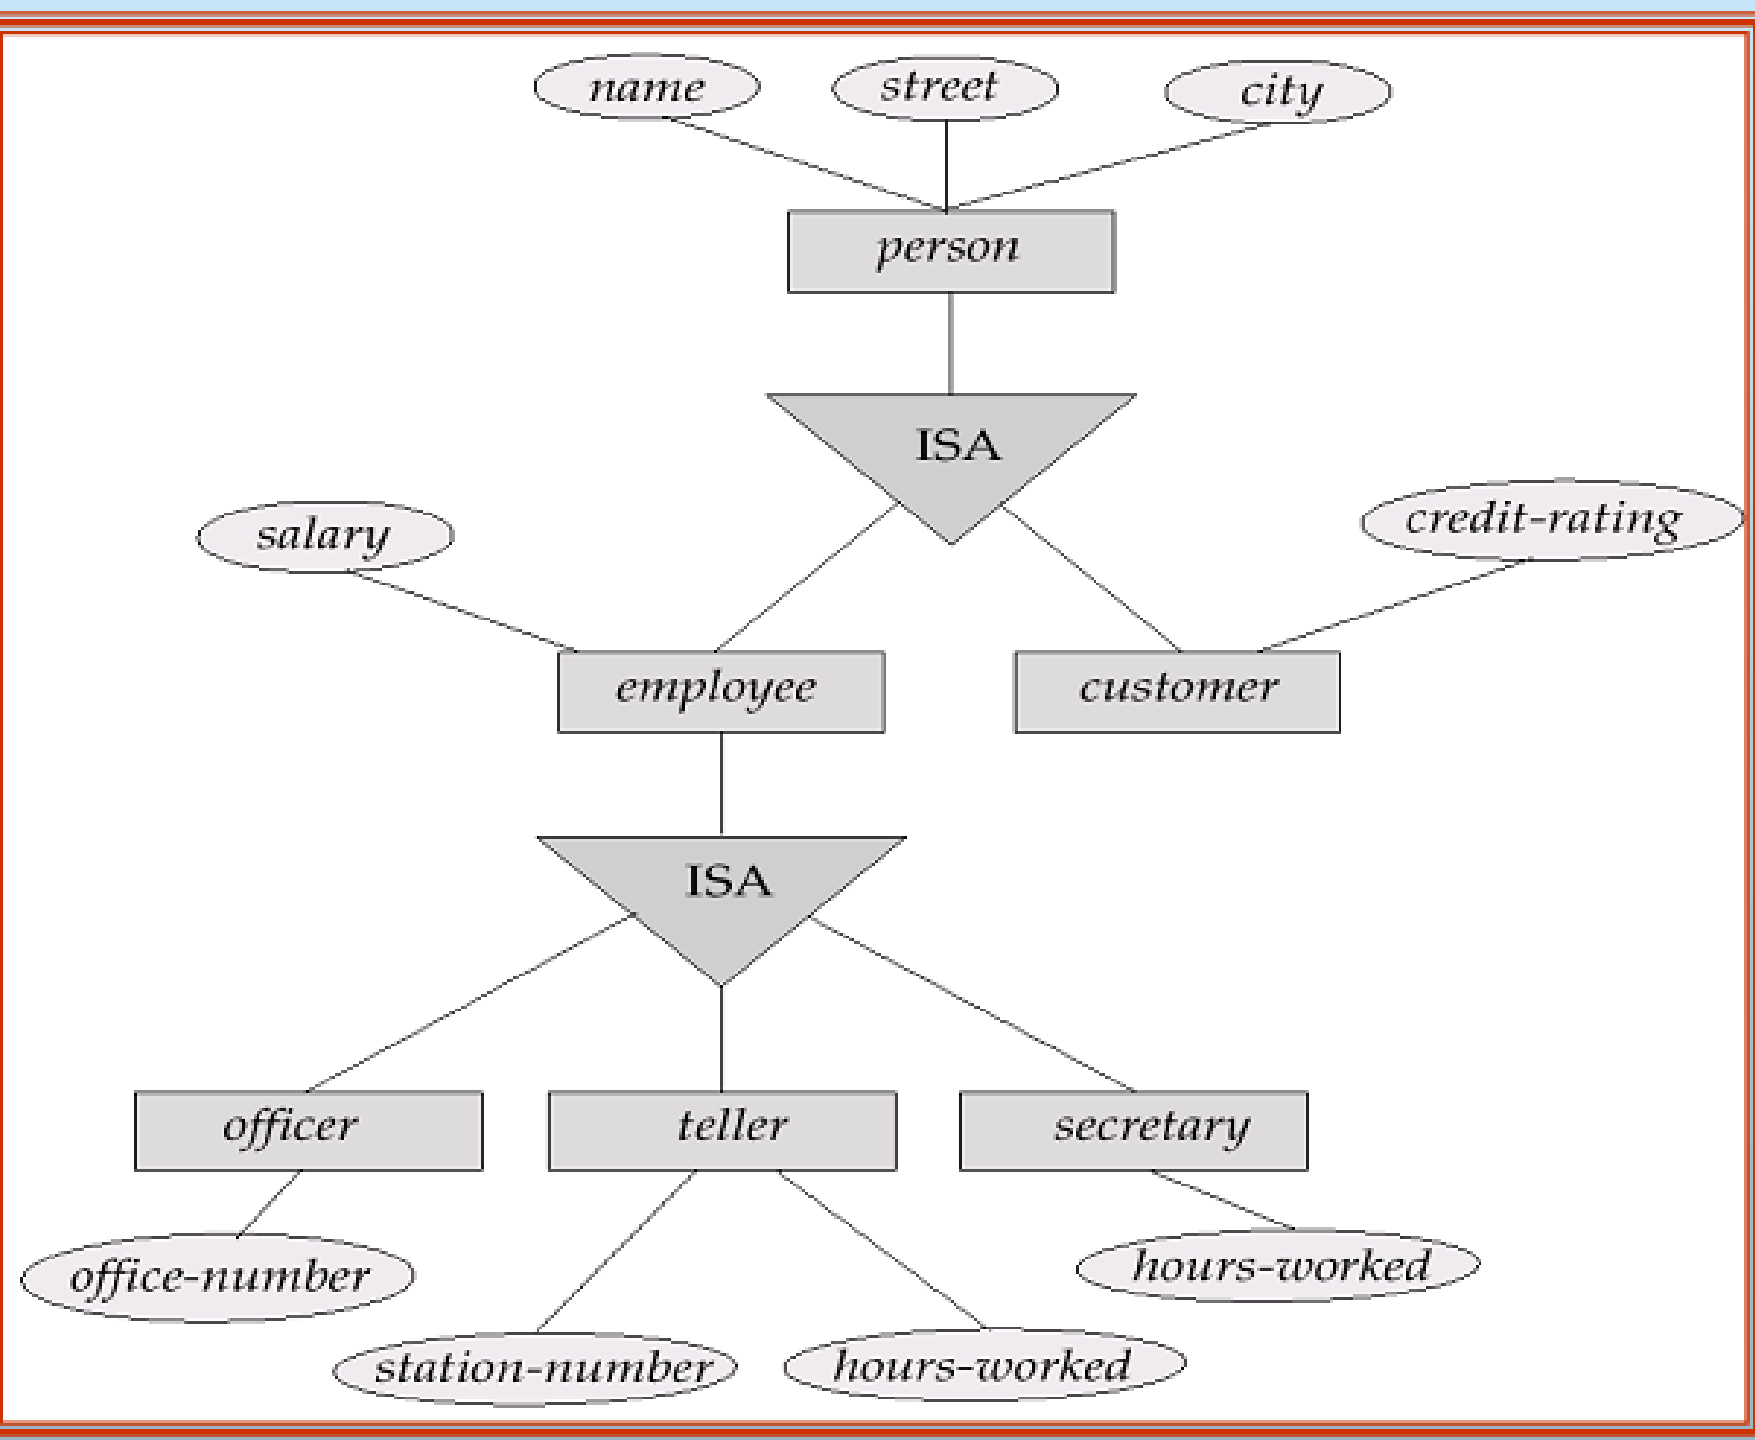 name
street
city
person
ISA
salary
credit-rating
employee
customer
ISA
officer
teller
secretary
office-number
hours-worked
station-number
hours-worked